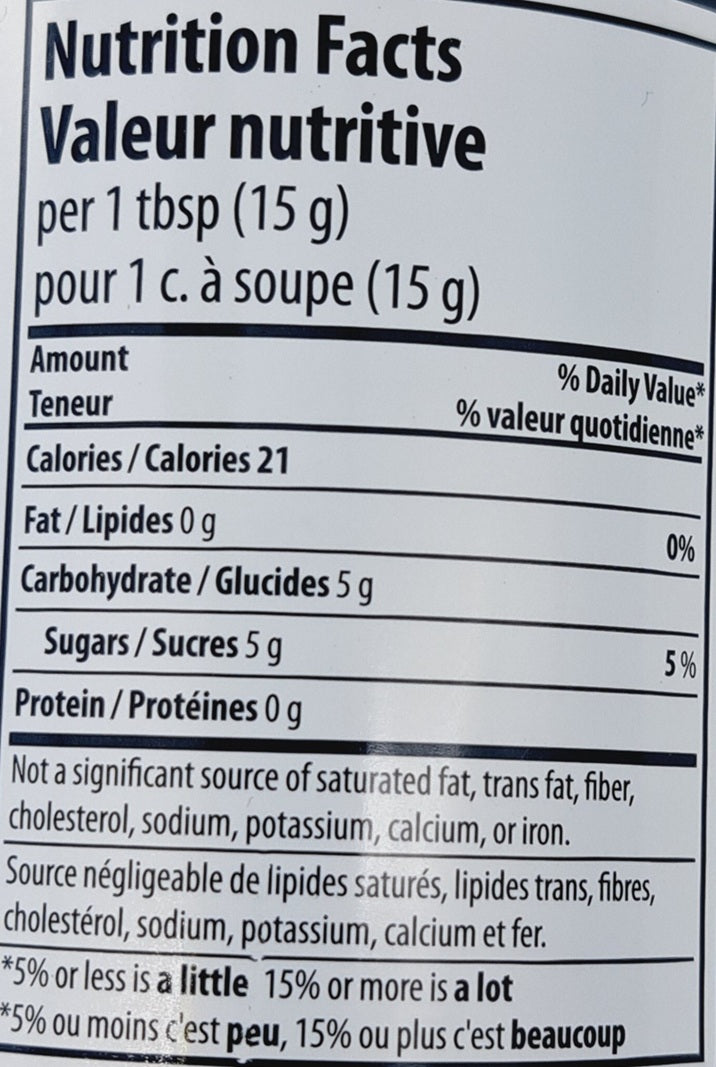 Nutrition Facts
Valeur nutritive
per 1 tbsp (15 g)
pour 1 c. à soupe (15 g)
Amount
% Daily Value*
Teneur
% valeur quotidienne*
Calories / Calories 21
Fat / Lipides 0 g 0%
Carbohydrate / Glucides 5 g
Sugars / Sucres 5 g 5%
Protein / Protéines 0 g
Not a significant source of saturated fat, trans fat, fiber,
cholesterol, sodium, potassium, calcium, or iron.
Source négligeable de lipides saturés, lipides trans, fibres,
cholestérol, sodium, potassium, calcium et fer.
*5% or less is a little 15% or more is a lot
*5% ou moins c'est peu, 15% ou plus c'est beaucoup